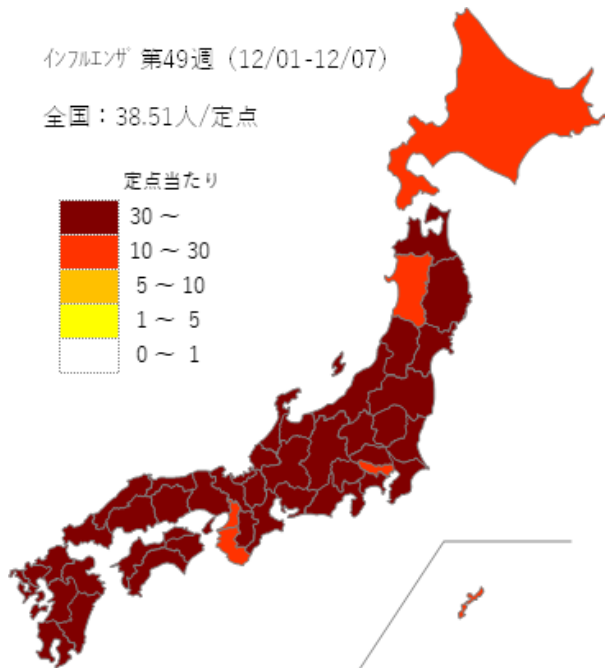 インフルエンザ 第49週（12/01-12/07）
全国：38.51人/定点
定点当たり
30 ～
10 ～ 30
5 ～ 10
1 ～ 5
0 ～ 1